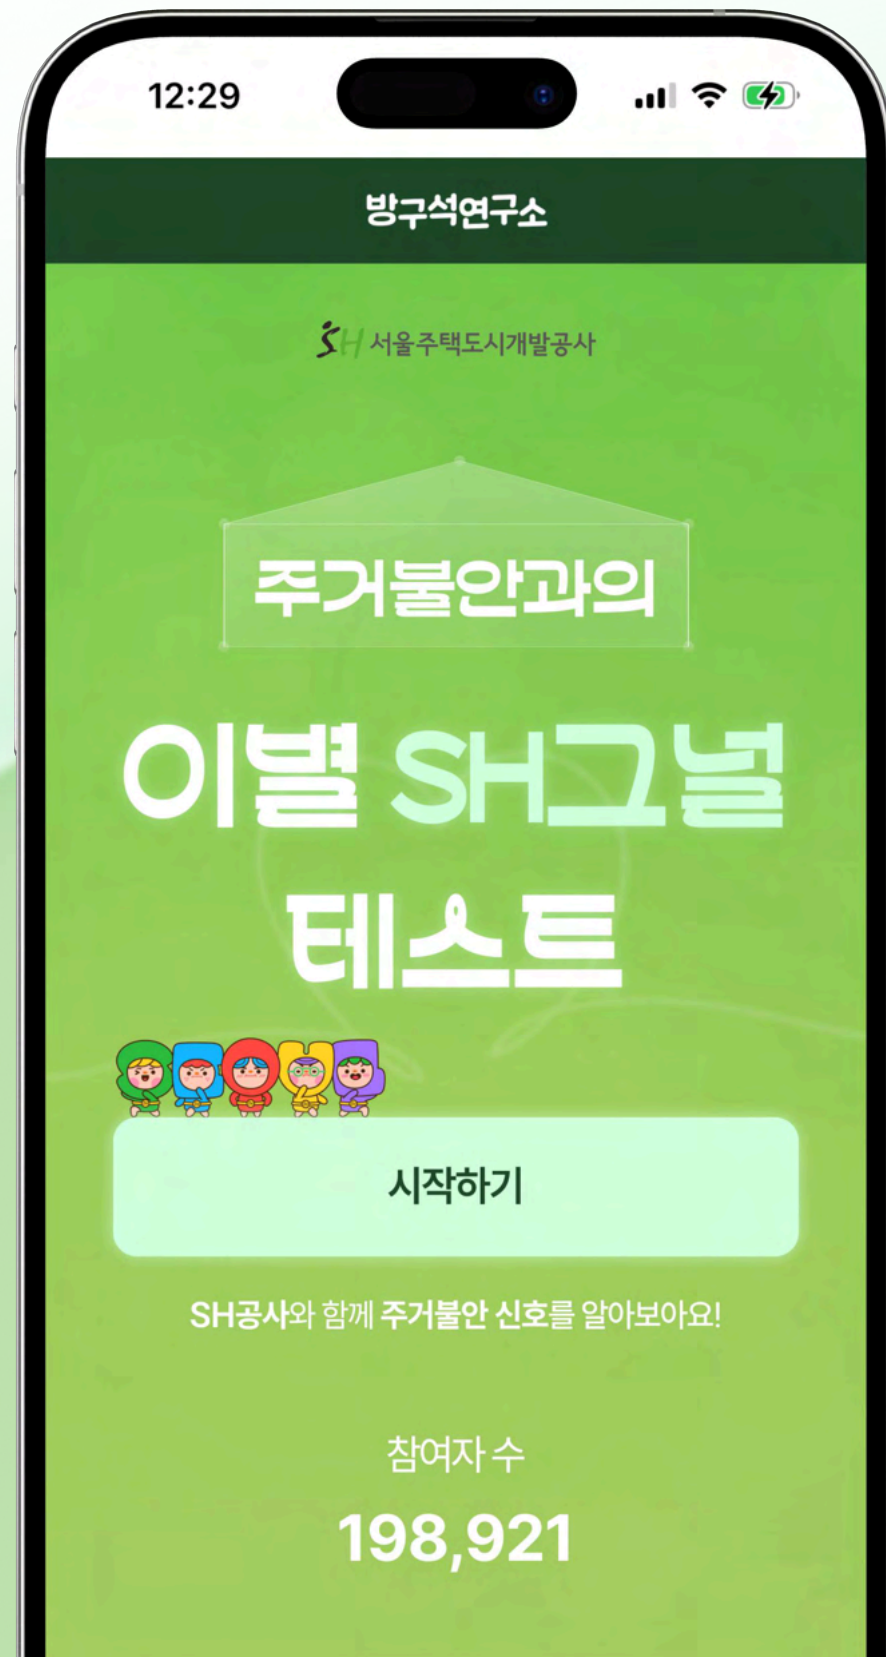 12:29
방구석연구소
SH 서울주택도시개발공사
주거불안과의
이별 SH그널
테스트
SEOUL
시작하기
SH공사와 함께 주거불안 신호를 알아보아요!
참여자 수
198,921